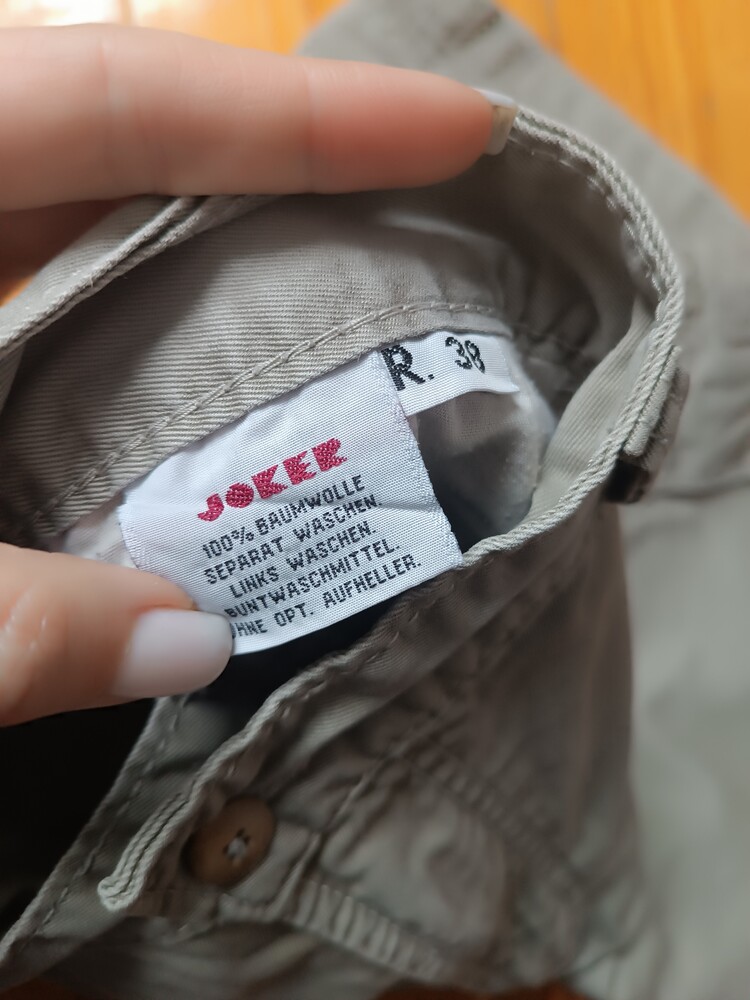 R. 38
JOKER
100% BAUMWOLLE
SEPARAT WASCHEN.
LINKS WASCHEN.
BUNTWASCHMITTEL.
OHNE OPT. AUFHELLER.